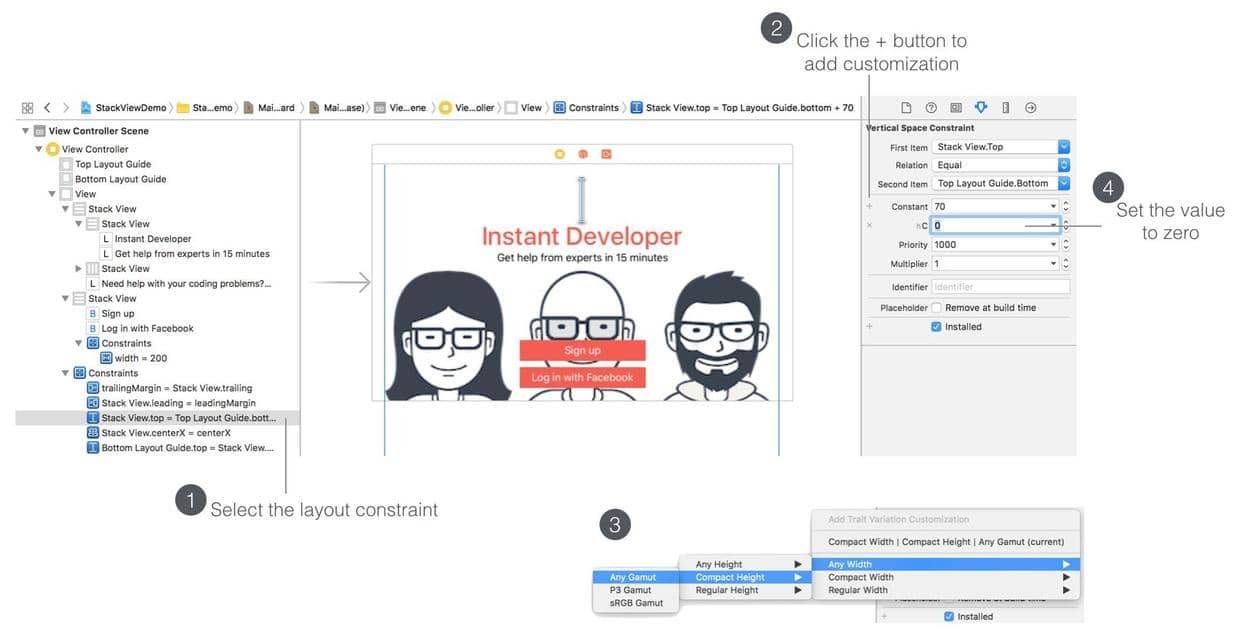 2
Click the + button to
add customization
StackViewDemo
Sta...emo
Mai...ard
Mai...ase)
Vie...ene
Vie...oller
View
Constraints
Stack View.top = Top Layout Guide.bottom + 70
View Controller Scene
View Controller
Top Layout Guide
Bottom Layout Guide
View
Stack View
Stack View
L Instant Developer
L Get help from experts in 15 minutes
Stack View
L Need help with your coding problems?...
Stack View
B Sign up
B Log in with Facebook
Constraints
width = 200
Constraints
trailingMargin = Stack View.trailing
Stack View.leading = leadingMargin
Stack View.top = Top Layout Guide.bott...
Stack View.centerX = centerX
Bottom Layout Guide.top = Stack View....
Instant Developer
Get help from experts in 15 minutes
Sign up
Log in with Facebook
Vertical Space Constraint
First Item Stack View.Top
Relation Equal
Second Item Top Layout Guide.Bottom
+ Constant 70
× hC 0
Priority 1000
Multiplier 1
Identifier Identifier
Placeholder Remove at build time
+ Installed
4
Set the value
to zero
1
Select the layout constraint
3
Add Trait Variation Customization
Compact Width | Compact Height | Any Gamut (current)
Any Width
Compact Width
Regular Width
Any Height
Compact Height
Regular Height
Any Gamut
P3 Gamut
sRGB Gamut
+ Installed